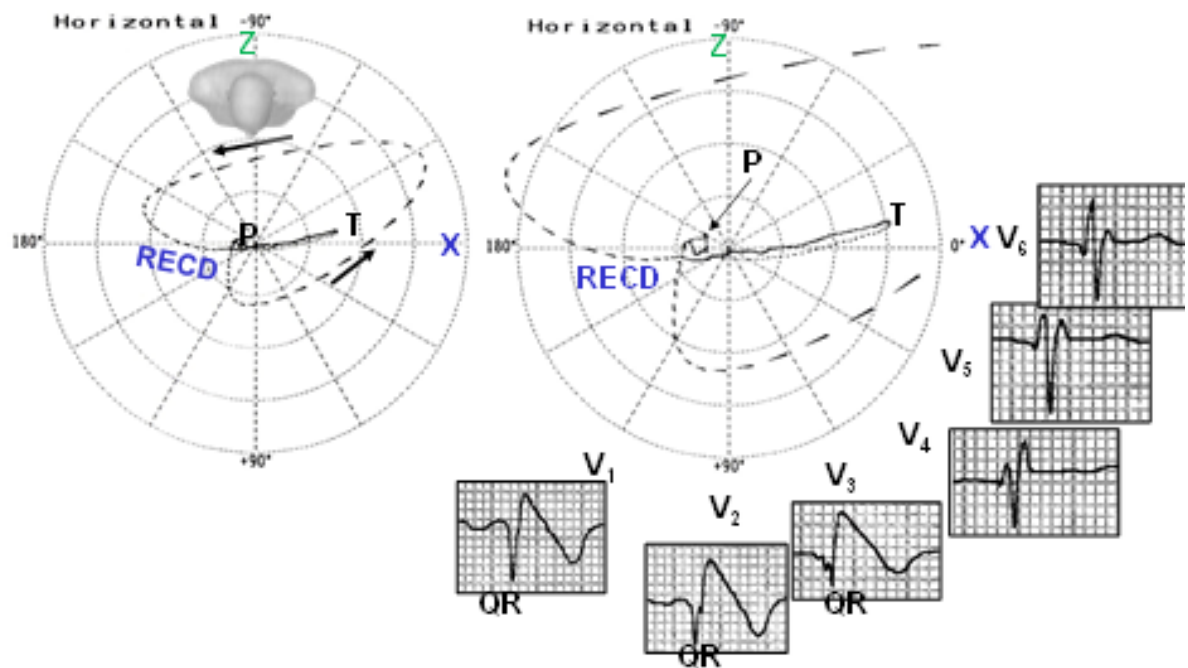 Horizontal -90°
Z
P
T
180°
RECD
X
+90°
Horizontal -90°
Z
P
T
180°
RECD
0° X
+90°
V6
V5
V4
V3
V1
V2
QR
QR
QR